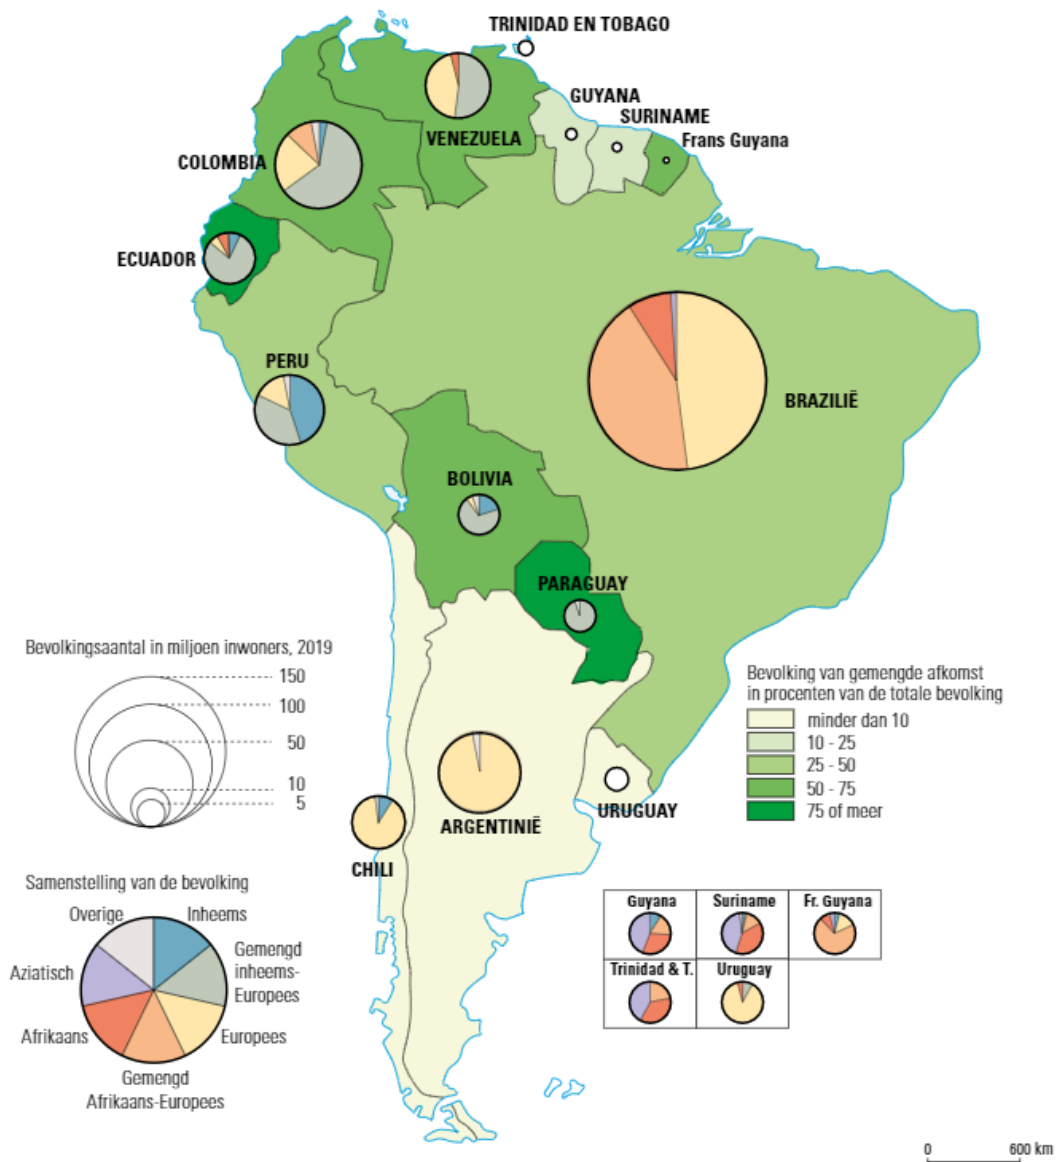 TRINIDAD EN TOBAGO
GUYANA
SURINAME
Frans Guyana
VENEZUELA
COLOMBIA
ECUADOR
PERU
BRAZILIË
BOLIVIA
PARAGUAY
ARGENTINIË
URUGUAY
CHILI
Bevolkingsaantal in miljoen inwoners, 2019
150
100
50
10
5
Bevolking van gemengde afkomst
in procenten van de totale bevolking
minder dan 10
10 - 25
25 - 50
50 - 75
75 of meer
Samenstelling van de bevolking
Overige
Inheems
Aziatisch
Gemengd
inheems-
Europees
Afrikaans
Europees
Gemengd
Afrikaans-Europees
Guyana
Suriname
Fr. Guyana
Trinidad & T.
Uruguay
0 600 km